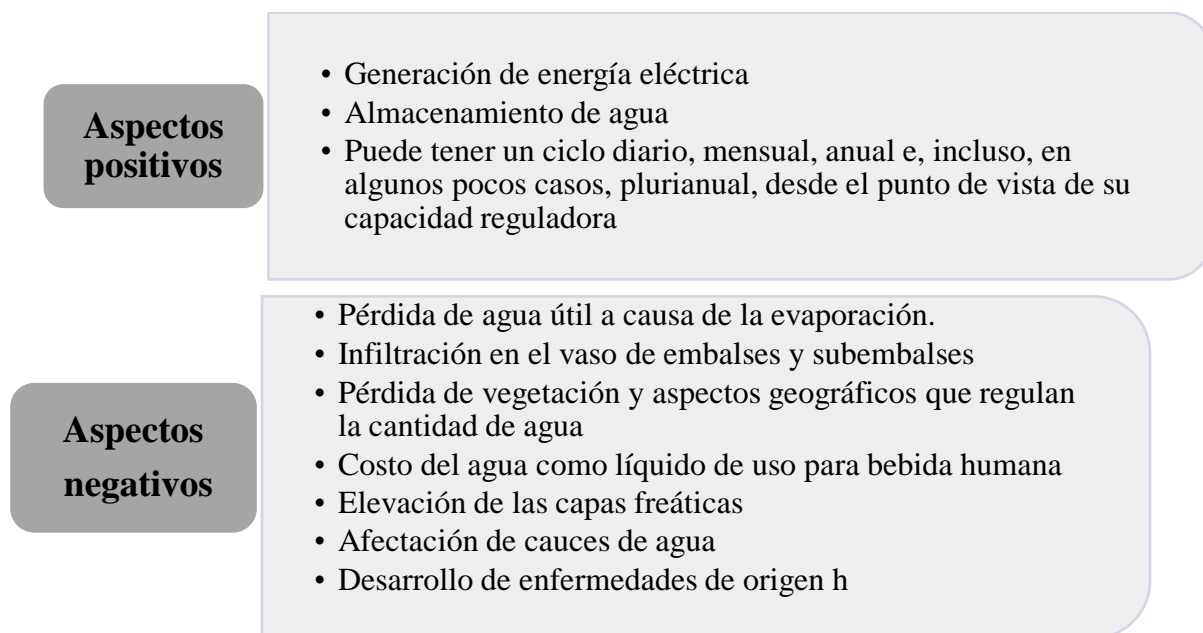 Aspectos
positivos
• Generación de energía eléctrica
• Almacenamiento de agua
• Puede tener un ciclo diario, mensual, anual e, incluso, en
algunos pocos casos, plurianual, desde el punto de vista de su
capacidad reguladora
Aspectos
negativos
• Pérdida de agua útil a causa de la evaporación.
• Infiltración en el vaso de embalses y subembalses
• Pérdida de vegetación y aspectos geográficos que regulan
la cantidad de agua
• Costo del agua como líquido de uso para bebida humana
• Elevación de las capas freáticas
• Afectación de cauces de agua
• Desarrollo de enfermedades de origen h